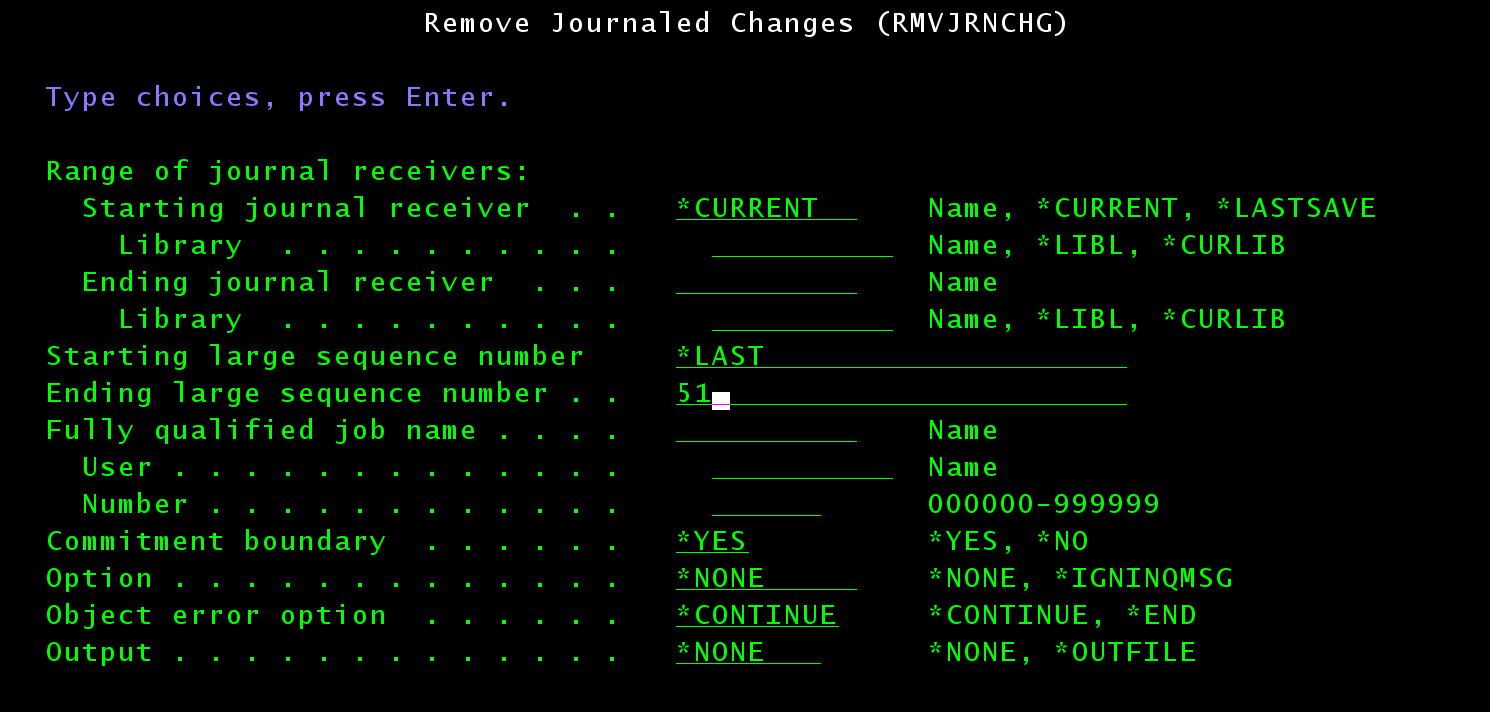 Remove Journaled Changes (RMVJRNCHG)
Type choices, press Enter.
Range of journal receivers:
Starting journal receiver . . *CURRENT Name, *CURRENT, *LASTSAVE
Library . . . . . . . . . . Name, *LIBL, *CURLIB
Ending journal receiver . . . Name
Library . . . . . . . . . . Name, *LIBL, *CURLIB
Starting large sequence number *LAST
Ending large sequence number . . 51
Fully qualified job name . . . . Name
User . . . . . . . . . . . . . Name
Number . . . . . . . . . . . . 000000-999999
Commitment boundary . . . . . . *YES *YES, *NO
Option . . . . . . . . . . . . . *NONE *NONE, *IGNINQMSG
Object error option . . . . . . *CONTINUE *CONTINUE, *END
Output . . . . . . . . . . . . . *NONE *NONE, *OUTFILE